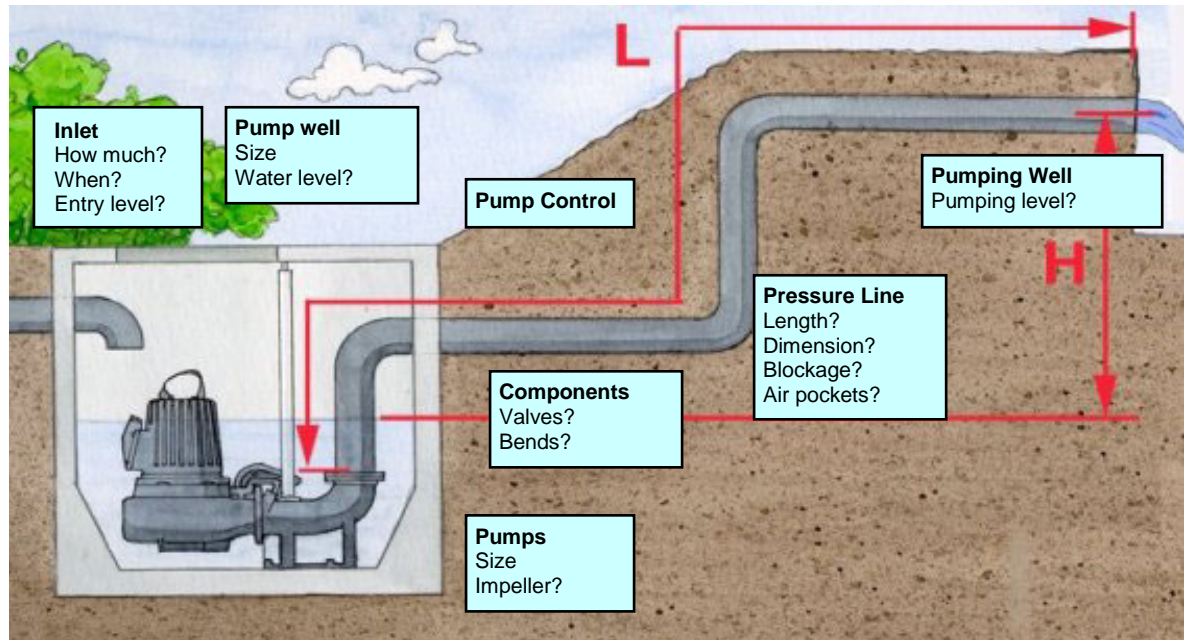 L
Inlet
How much?
When?
Entry level?
Pump well
Size
Water level?
Pump Control
Pumping Well
Pumping level?
H
Pressure Line
Length?
Dimension?
Blockage?
Air pockets?
Components
Valves?
Bends?
Pumps
Size
Impeller?